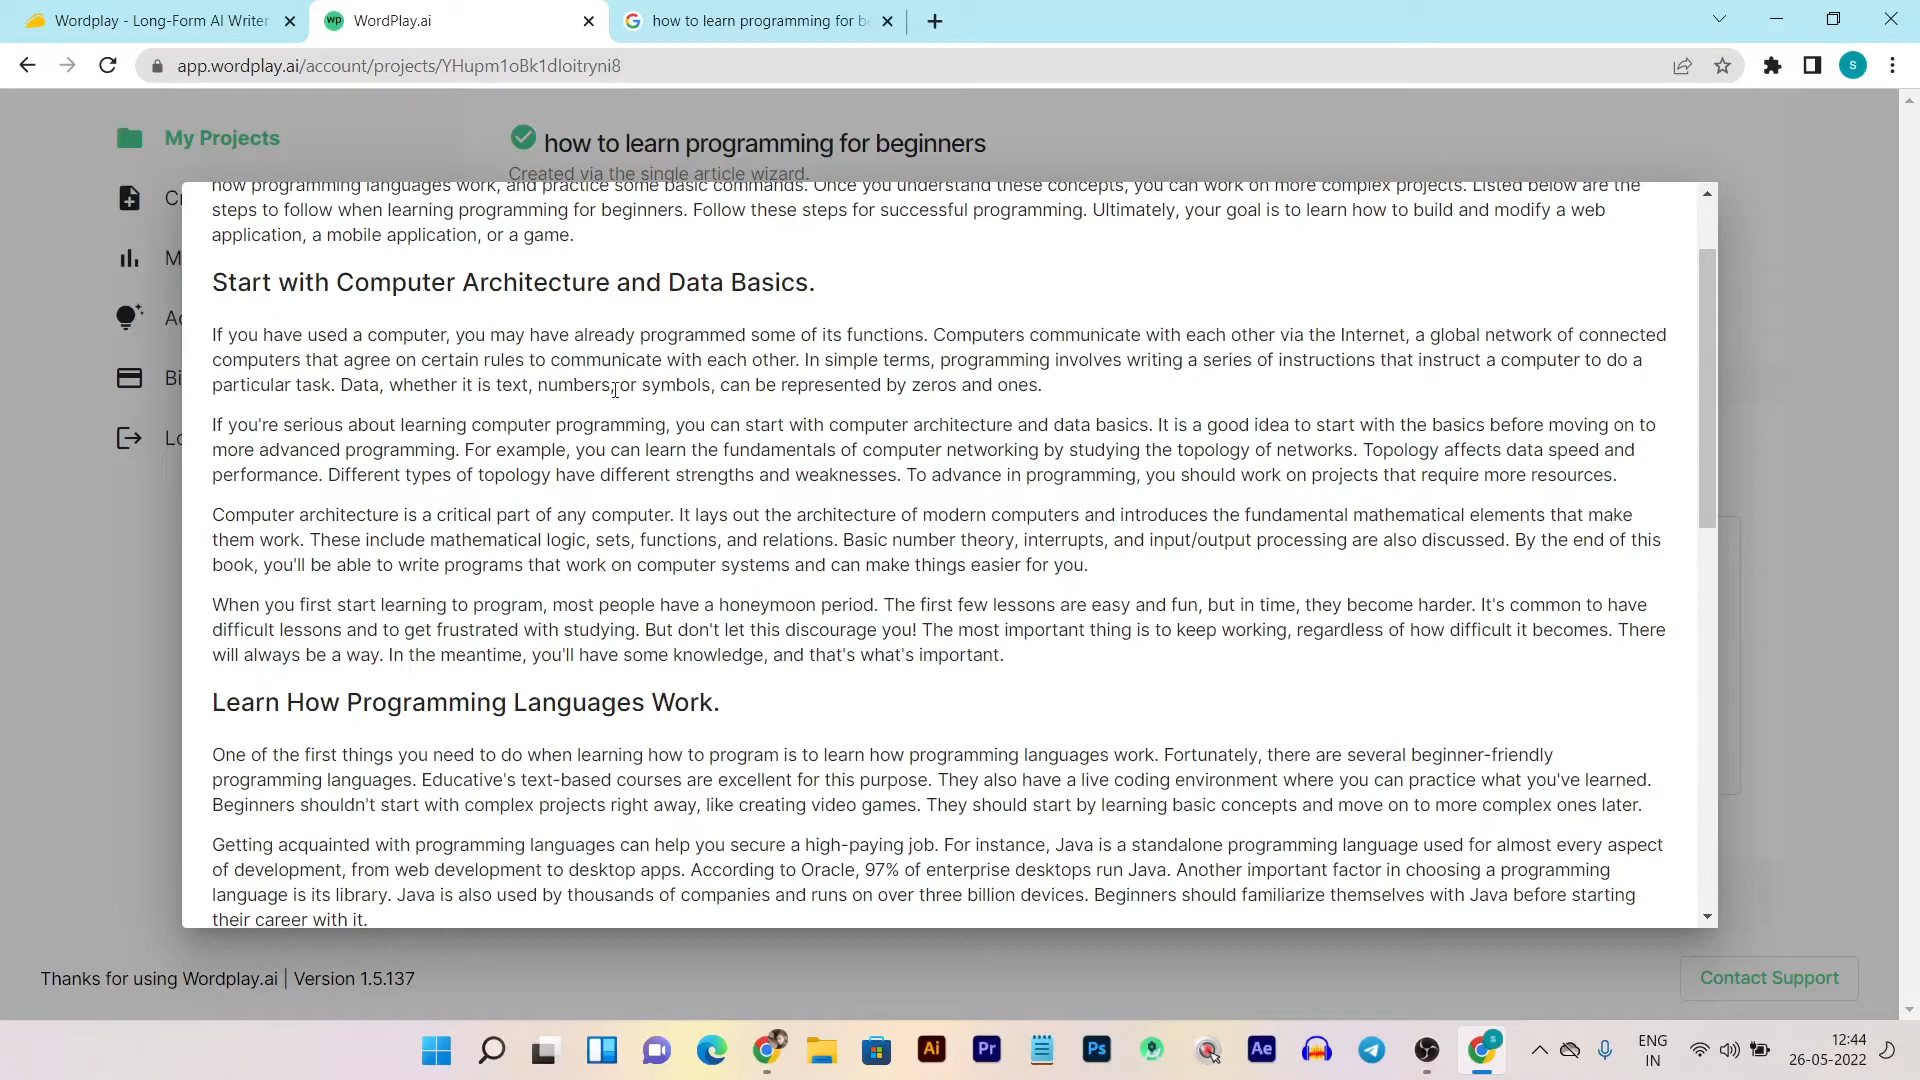 Wordplay - Long-Form AI Writer
WordPlay.ai
how to learn programming for be
app.wordplay.ai/account/projects/YHupm1oBk1dIoitryni8
My Projects
how to learn programming for beginners
Created via the single article wizard.
how programming languages work, and practice some basic commands. Once you understand these concepts, you can work on more complex projects. Listed below are the
steps to follow when learning programming for beginners. Follow these steps for successful programming. Ultimately, your goal is to learn how to build and modify a web
application, a mobile application, or a game.
Start with Computer Architecture and Data Basics.
If you have used a computer, you may have already programmed some of its functions. Computers communicate with each other via the Internet, a global network of connected
computers that agree on certain rules to communicate with each other. In simple terms, programming involves writing a series of instructions that instruct a computer to do a
particular task. Data, whether it is text, numbers, or symbols, can be represented by zeros and ones.
If you're serious about learning computer programming, you can start with computer architecture and data basics. It is a good idea to start with the basics before moving on to
more advanced programming. For example, you can learn the fundamentals of computer networking by studying the topology of networks. Topology affects data speed and
performance. Different types of topology have different strengths and weaknesses. To advance in programming, you should work on projects that require more resources.
Computer architecture is a critical part of any computer. It lays out the architecture of modern computers and introduces the fundamental mathematical elements that make
them work. These include mathematical logic, sets, functions, and relations. Basic number theory, interrupts, and input/output processing are also discussed. By the end of this
book, you'll be able to write programs that work on computer systems and can make things easier for you.
When you first start learning to program, most people have a honeymoon period. The first few lessons are easy and fun, but in time, they become harder. It's common to have
difficult lessons and to get frustrated with studying. But don't let this discourage you! The most important thing is to keep working, regardless of how difficult it becomes. There
will always be a way. In the meantime, you'll have some knowledge, and that's what's important.
Learn How Programming Languages Work.
One of the first things you need to do when learning how to program is to learn how programming languages work. Fortunately, there are several beginner-friendly
programming languages. Educative's text-based courses are excellent for this purpose. They also have a live coding environment where you can practice what you've learned.
Beginners shouldn't start with complex projects right away, like creating video games. They should start by learning basic concepts and move on to more complex ones later.
Getting acquainted with programming languages can help you secure a high-paying job. For instance, Java is a standalone programming language used for almost every aspect
of development, from web development to desktop apps. According to Oracle, 97% of enterprise desktops run Java. Another important factor in choosing a programming
language is its library. Java is also used by thousands of companies and runs on over three billion devices. Beginners should familiarize themselves with Java before starting
their career with it.
Thanks for using Wordplay.ai | Version 1.5.137
Contact Support
ENG
IN
12:44
26-05-2022